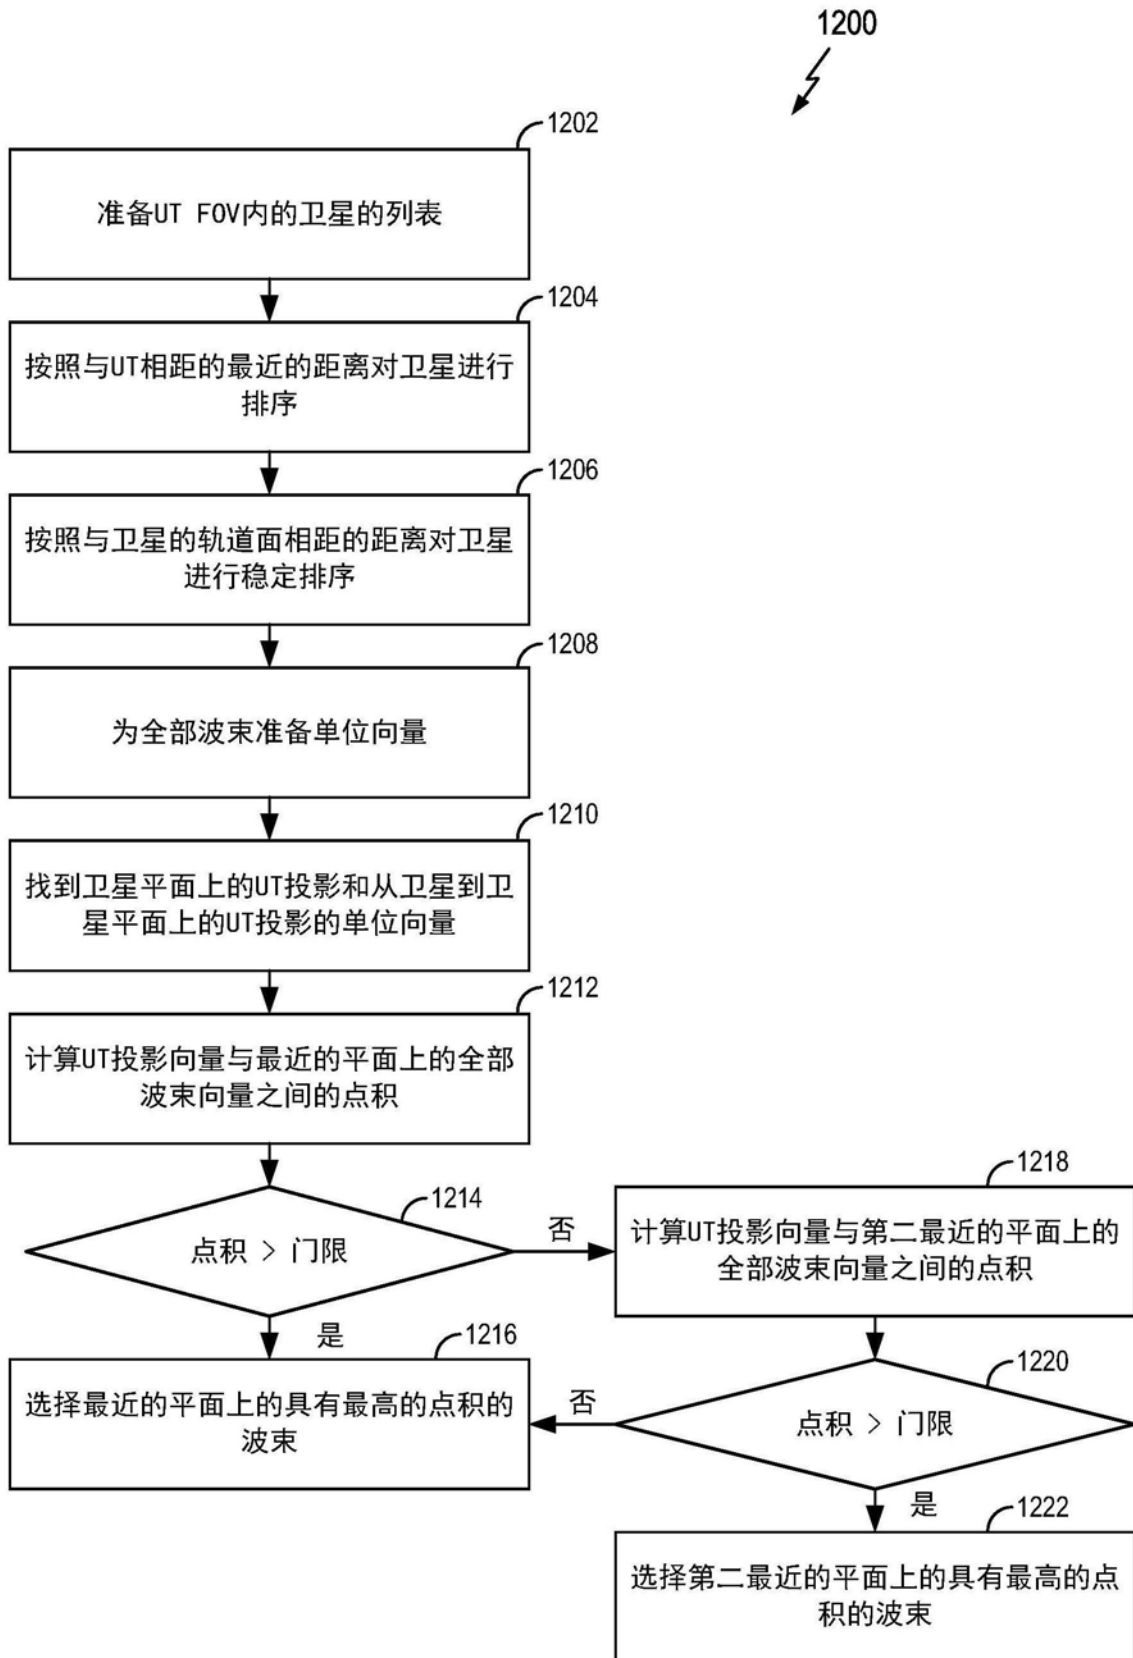 1200
1202
准备UT FOV内的卫星的列表
1204
按照与UT相距的最近的距离对卫星进行
排序
1206
按照与卫星的轨道面相距的距离对卫星
进行稳定排序
1208
为全部波束准备单位向量
1210
找到卫星平面上的UT投影和从卫星到卫
星平面上的UT投影的单位向量
1212
计算UT投影向量与最近的平面上的全部
波束向量之间的点积
1214
点积 > 门限
否
是
1216
选择最近的平面上的具有最高的点积的
波束
1218
计算UT投影向量与第二最近的平面上的
全部波束向量之间的点积
1220
点积 > 门限
否
是
1222
选择第二最近的平面上的具有最高的点
积的波束